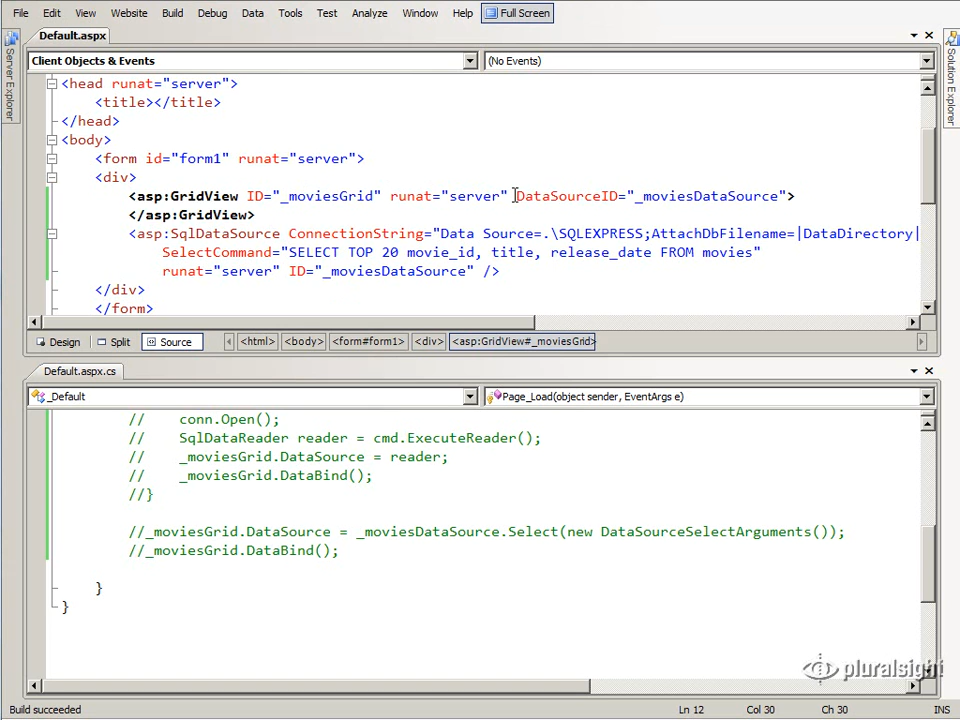 File Edit View Website Build Debug Data Tools Test Analyze Window Help Full Screen
Default.aspx
Server Explorer
Solution Explorer
Client Objects & Events (No Events)
<head runat="server">
<title></title>
</head>
<body>
<form id="form1" runat="server">
<div>
<asp:GridView ID="_moviesGrid" runat="server" DataSourceID="_moviesDataSource">
</asp:GridView>
<asp:SqlDataSource ConnectionString="Data Source=.\SQLEXPRESS;AttachDbFilename=|DataDirectory|
SelectCommand="SELECT TOP 20 movie_id, title, release_date FROM movies"
runat="server" ID="_moviesDataSource" />
</div>
</form>
Design Split Source <html> <body> <form#form1> <div> <asp:GridView#_moviesGrid>
Default.aspx.cs
_Default Page_Load(object sender, EventArgs e)
// conn.Open();
// SqlDataReader reader = cmd.ExecuteReader();
// _moviesGrid.DataSource = reader;
// _moviesGrid.DataBind();
//}
//_moviesGrid.DataSource = _moviesDataSource.Select(new DataSourceSelectArguments());
//_moviesGrid.DataBind();
}
}
pluralsight
Build succeeded Ln 12 Col 30 Ch 30 INS